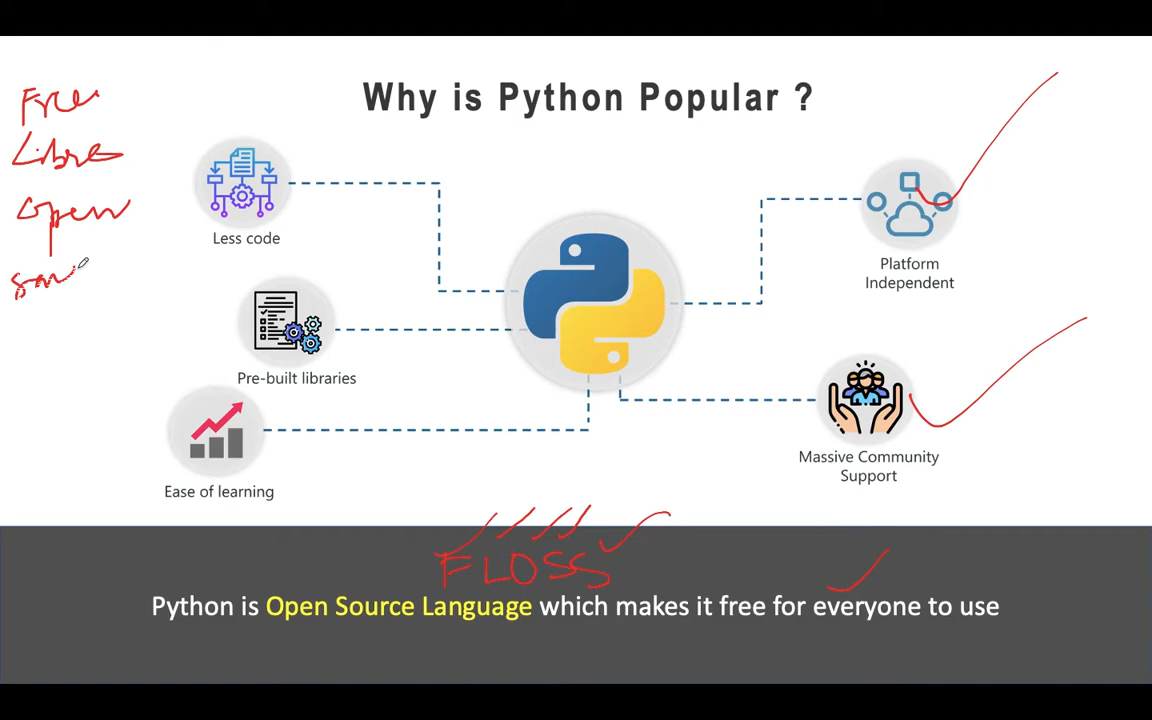 Why is Python Popular ?
Free
Libre
Open
Less code
Platform
Independent
Pre-built libraries
Massive Community
Support
Ease of learning
FLOSS
Python is Open Source Language which makes it free for everyone to use